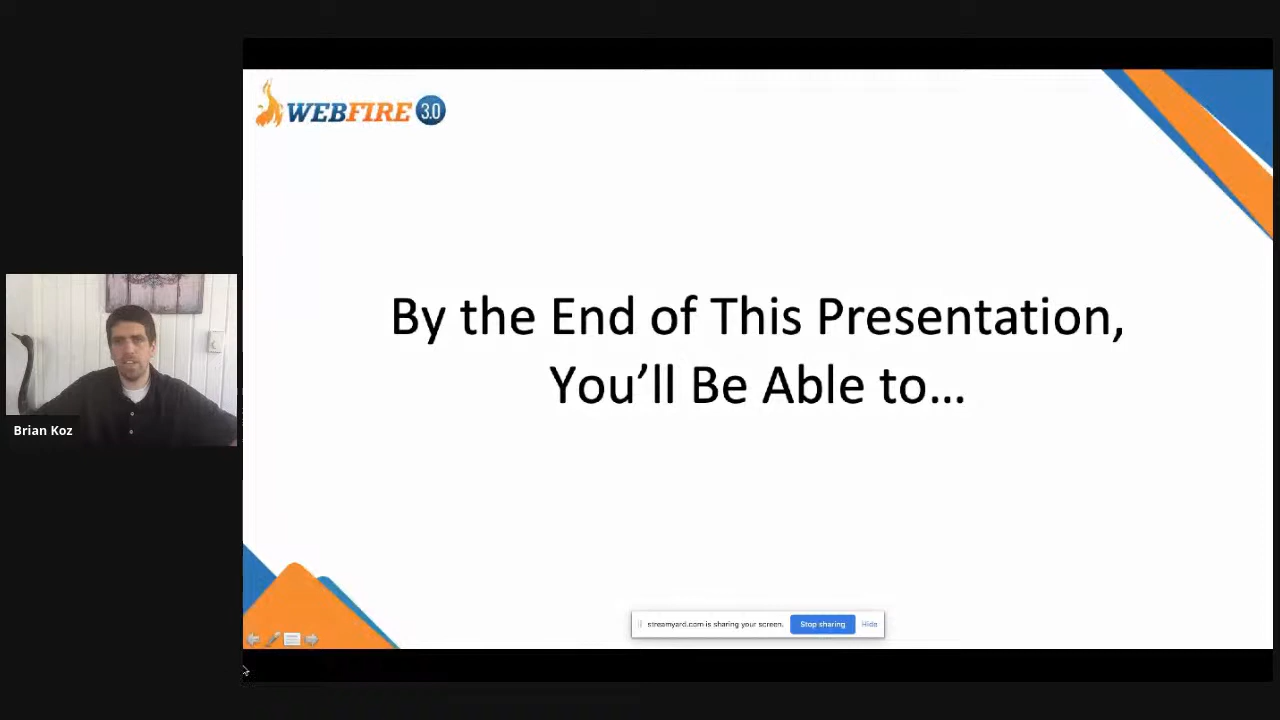 WEBFIRE 3.0
By the End of This Presentation,
You'll Be Able to…
Brian Koz
streamyard.com is sharing your screen. Stop sharing Hide